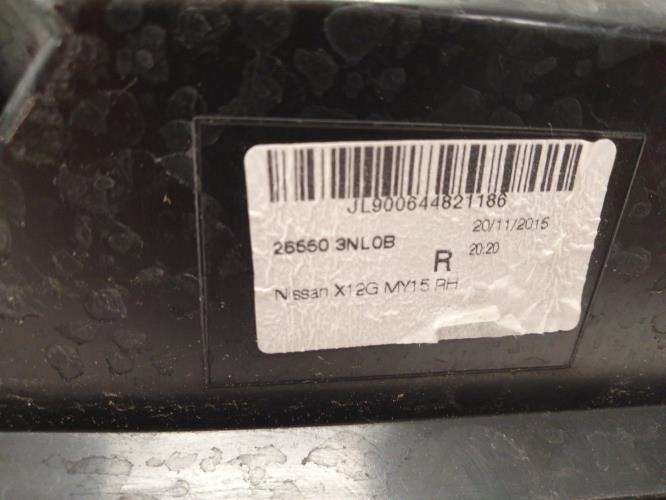 JL900644821186
20/11/2015
26550 3NL0B
R
20:20
Nissan X12G MY15 RH